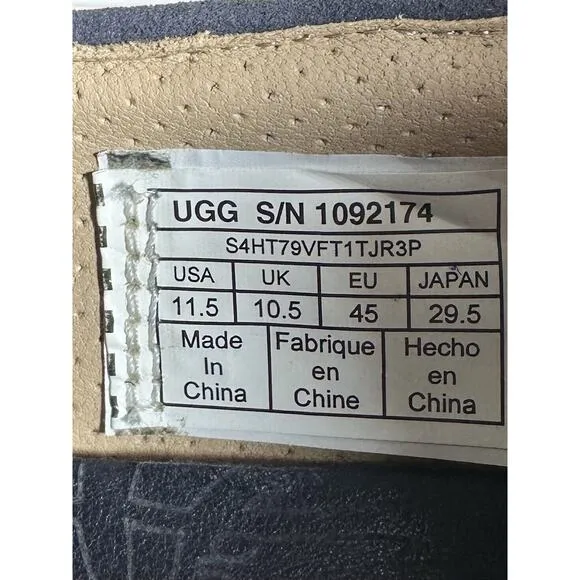 UGG S/N 1092174
S4HT79VFT1TJR3P
USA UK EU JAPAN
11.5 10.5 45 29.5
Made Fabrique Hecho
In en en
China Chine China